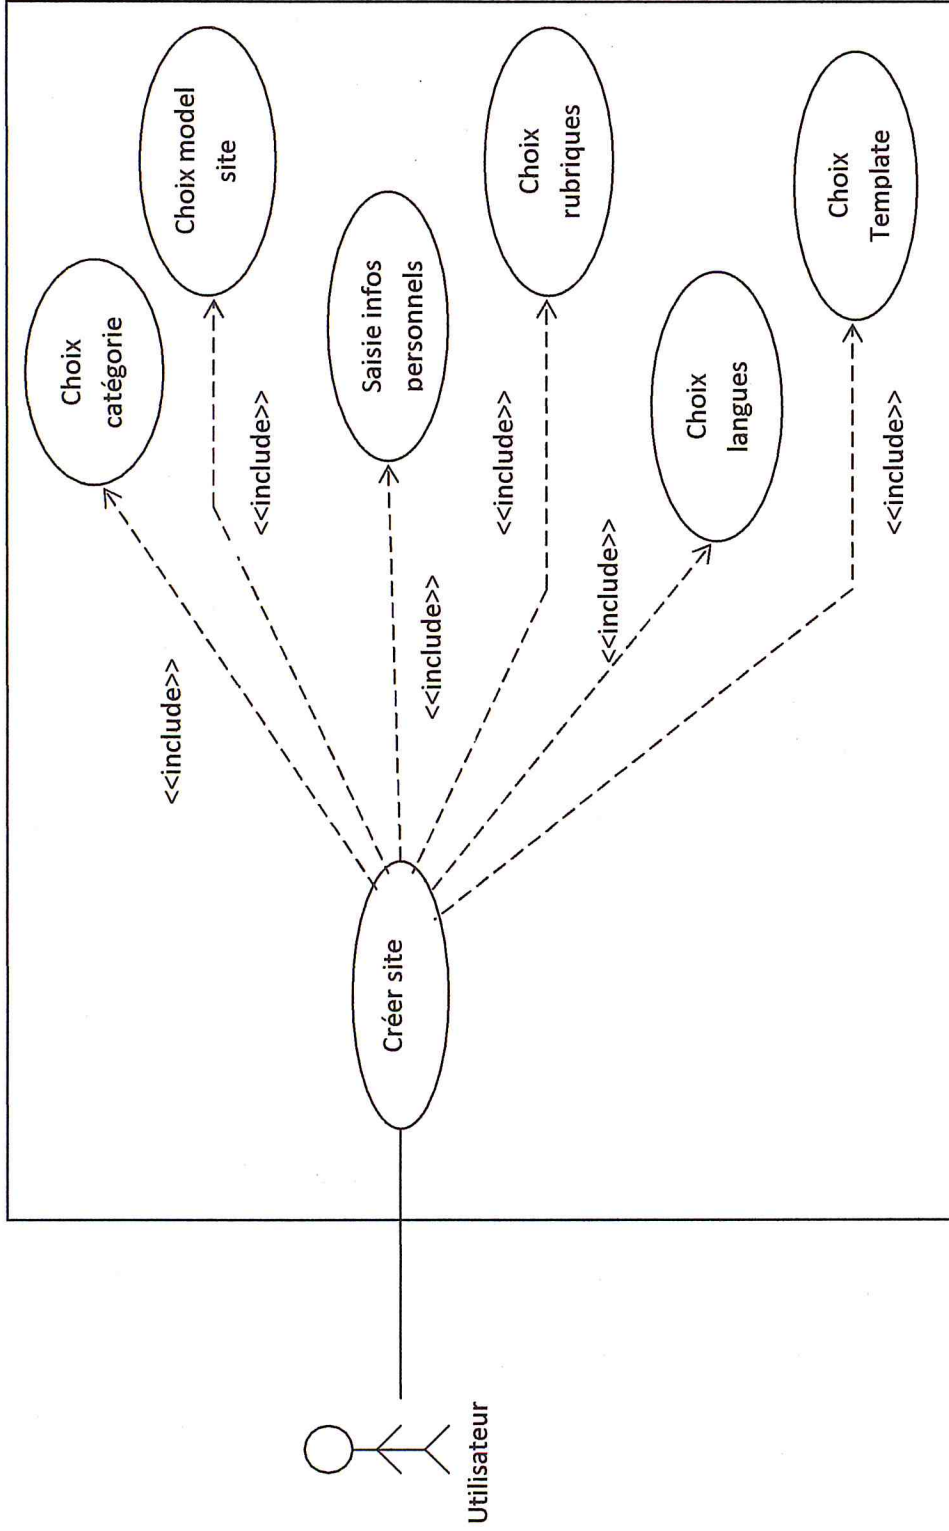 Choix
catégorie
<<include>>
Choix model
site
<<include>>
Saisie infos
personnels
<<include>>
Créer site
Utilisateur
Choix
rubriques
<<include>>
Choix
langues
<<include>>
Choix
Template
<<include>>